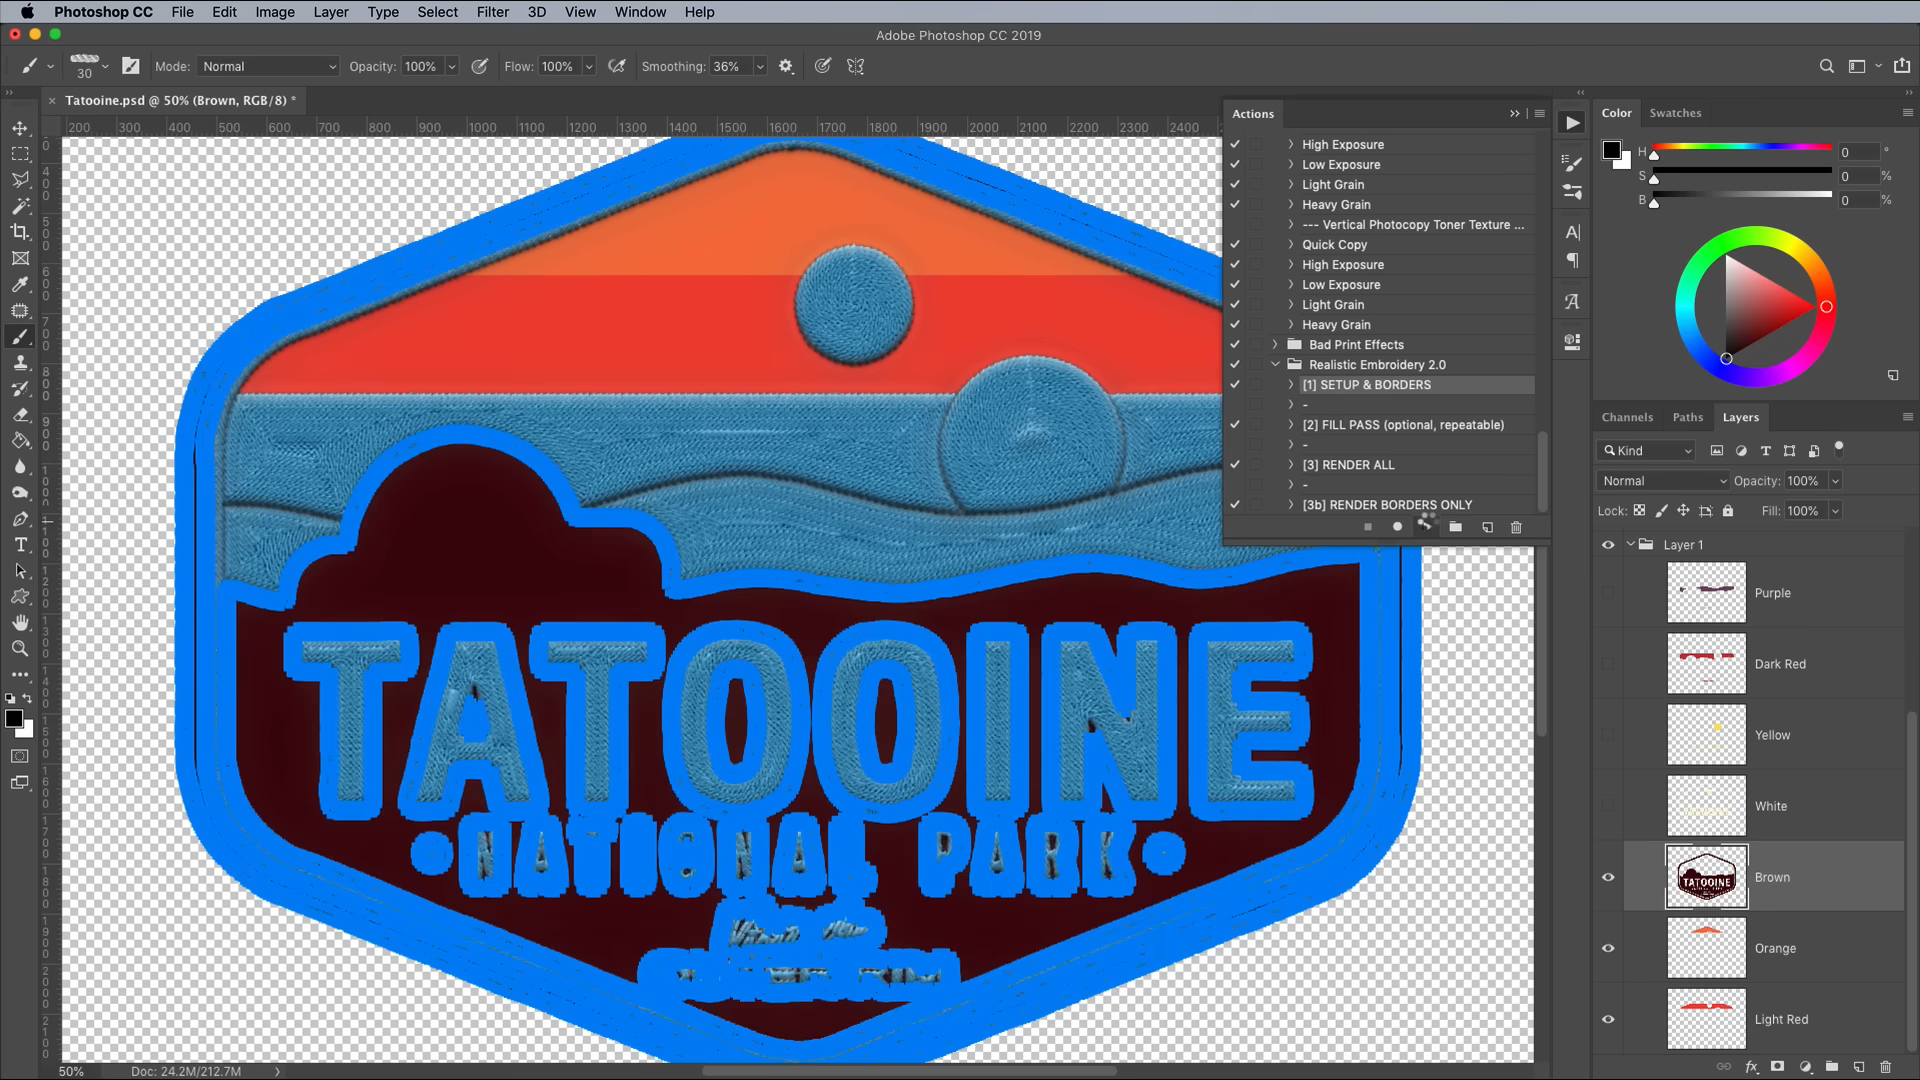 Photoshop CC File Edit Image Layer Type Select Filter 3D View Window Help
Adobe Photoshop CC 2019
30 Mode: Normal Opacity: 100% Flow: 100% Smoothing: 36%
Tatooine.psd @ 50% (Brown, RGB/8) *
200 300 400 500 600 700 800 900 1000 1100 1200 1300 1400 1500 1600 1700 1800 1900 2000 2100 2200 2300 2400
Actions
High Exposure
Low Exposure
Light Grain
Heavy Grain
--- Vertical Photocopy Toner Texture ...
Quick Copy
High Exposure
Low Exposure
Light Grain
Heavy Grain
Bad Print Effects
Realistic Embroidery 2.0
[1] SETUP & BORDERS
-
[2] FILL PASS (optional, repeatable)
-
[3] RENDER ALL
-
[3b] RENDER BORDERS ONLY
TATOOINE
NATIONAL PARK
Color Swatches
H 0 °
S 0 %
B 0 %
Channels Paths Layers
Kind
Normal Opacity: 100%
Lock: Fill: 100%
Layer 1
Purple
Dark Red
Yellow
White
TATOOINE
Brown
Orange
Light Red
50% Doc: 24.2M/212.7M